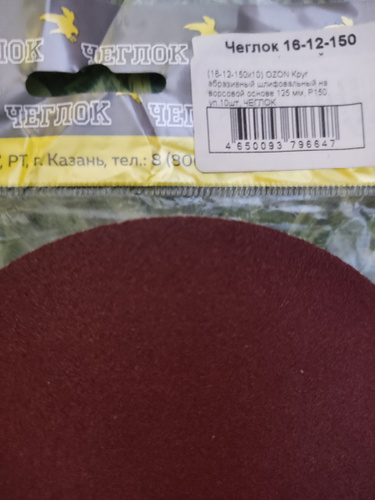 ЧЕГЛОК
Чеглок 16-12-150
(16-12-150х10) OZON Круг
абразивный шлифовальный на
ворсовой основе 125 мм, P150
уп.10шт, ЧЕГЛОК
4 650093 796647
ЧЕГЛОК ЧЕГЛОК
РТ, г. Казань, тел.: 8 (80